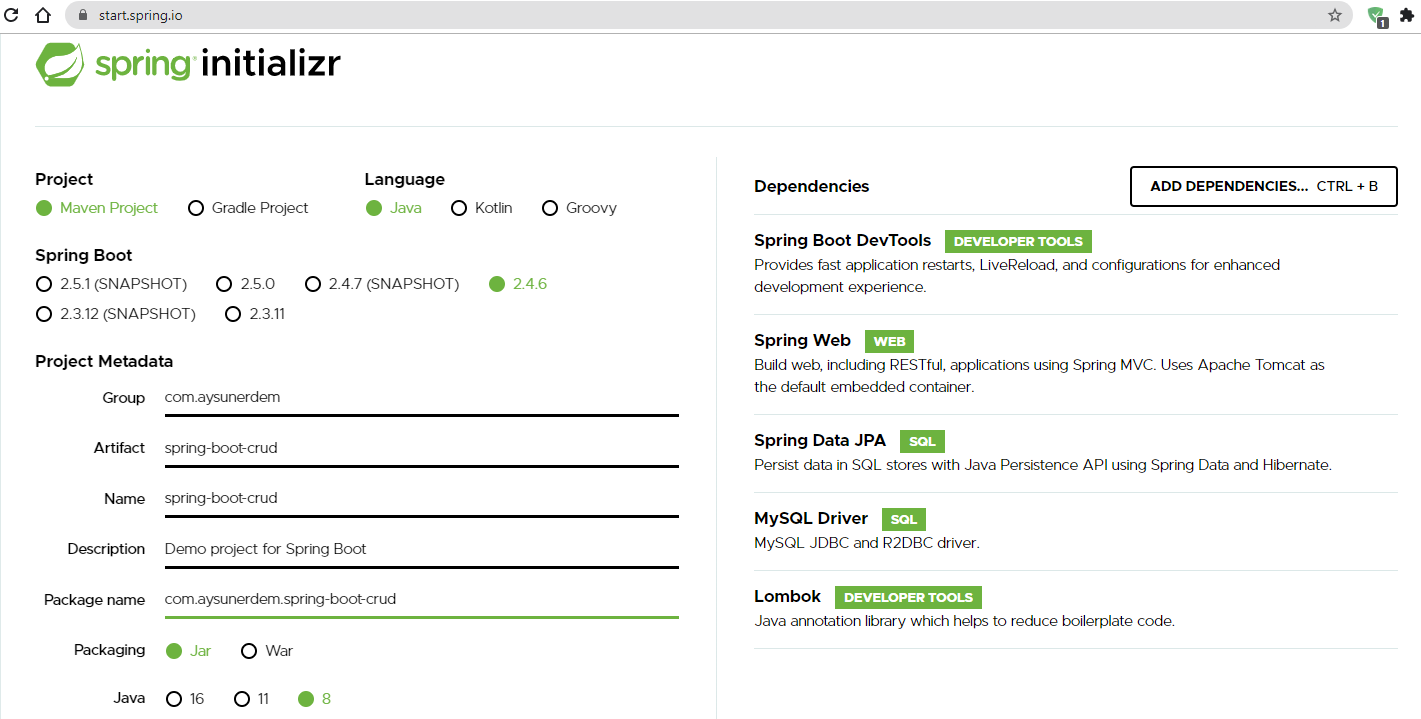 start.spring.io
1
spring initializr
Project
Maven Project Gradle Project
Language
Java Kotlin Groovy
Spring Boot
2.5.1 (SNAPSHOT) 2.5.0 2.4.7 (SNAPSHOT) 2.4.6
2.3.12 (SNAPSHOT) 2.3.11
Project Metadata
Group com.aysunerdem
Artifact spring-boot-crud
Name spring-boot-crud
Description Demo project for Spring Boot
Package name com.aysunerdem.spring-boot-crud
Packaging Jar War
Java 16 11 8
Dependencies ADD DEPENDENCIES... CTRL + B
Spring Boot DevTools DEVELOPER TOOLS
Provides fast application restarts, LiveReload, and configurations for enhanced
development experience.
Spring Web WEB
Build web, including RESTful, applications using Spring MVC. Uses Apache Tomcat as
the default embedded container.
Spring Data JPA SQL
Persist data in SQL stores with Java Persistence API using Spring Data and Hibernate.
MySQL Driver SQL
MySQL JDBC and R2DBC driver.
Lombok DEVELOPER TOOLS
Java annotation library which helps to reduce boilerplate code.